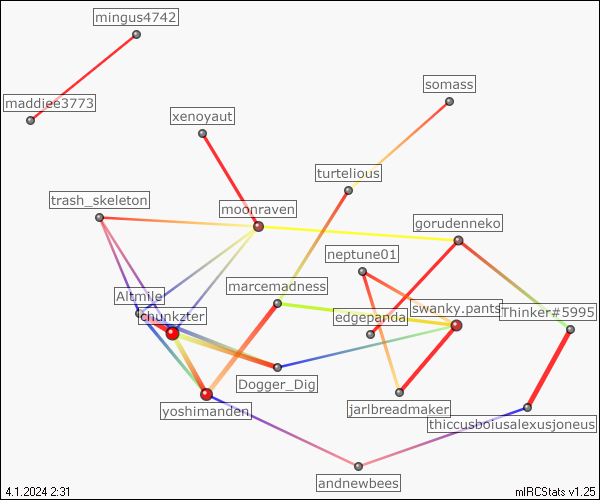 mingus4742
somass
maddiee3773
xenoyaut
turtelious
trash_skeleton
moonraven
gorudenneko
neptune01
marcemadness
Altmile
edgepanda
swanky.pants
Thinker#5995
chunkzter
Dogger_Dig
yoshimanden
jarlbreadmaker
thiccusboiusalexusjoneus
andnewbees
4.1.2024 2:31
mIRCStats v1.25